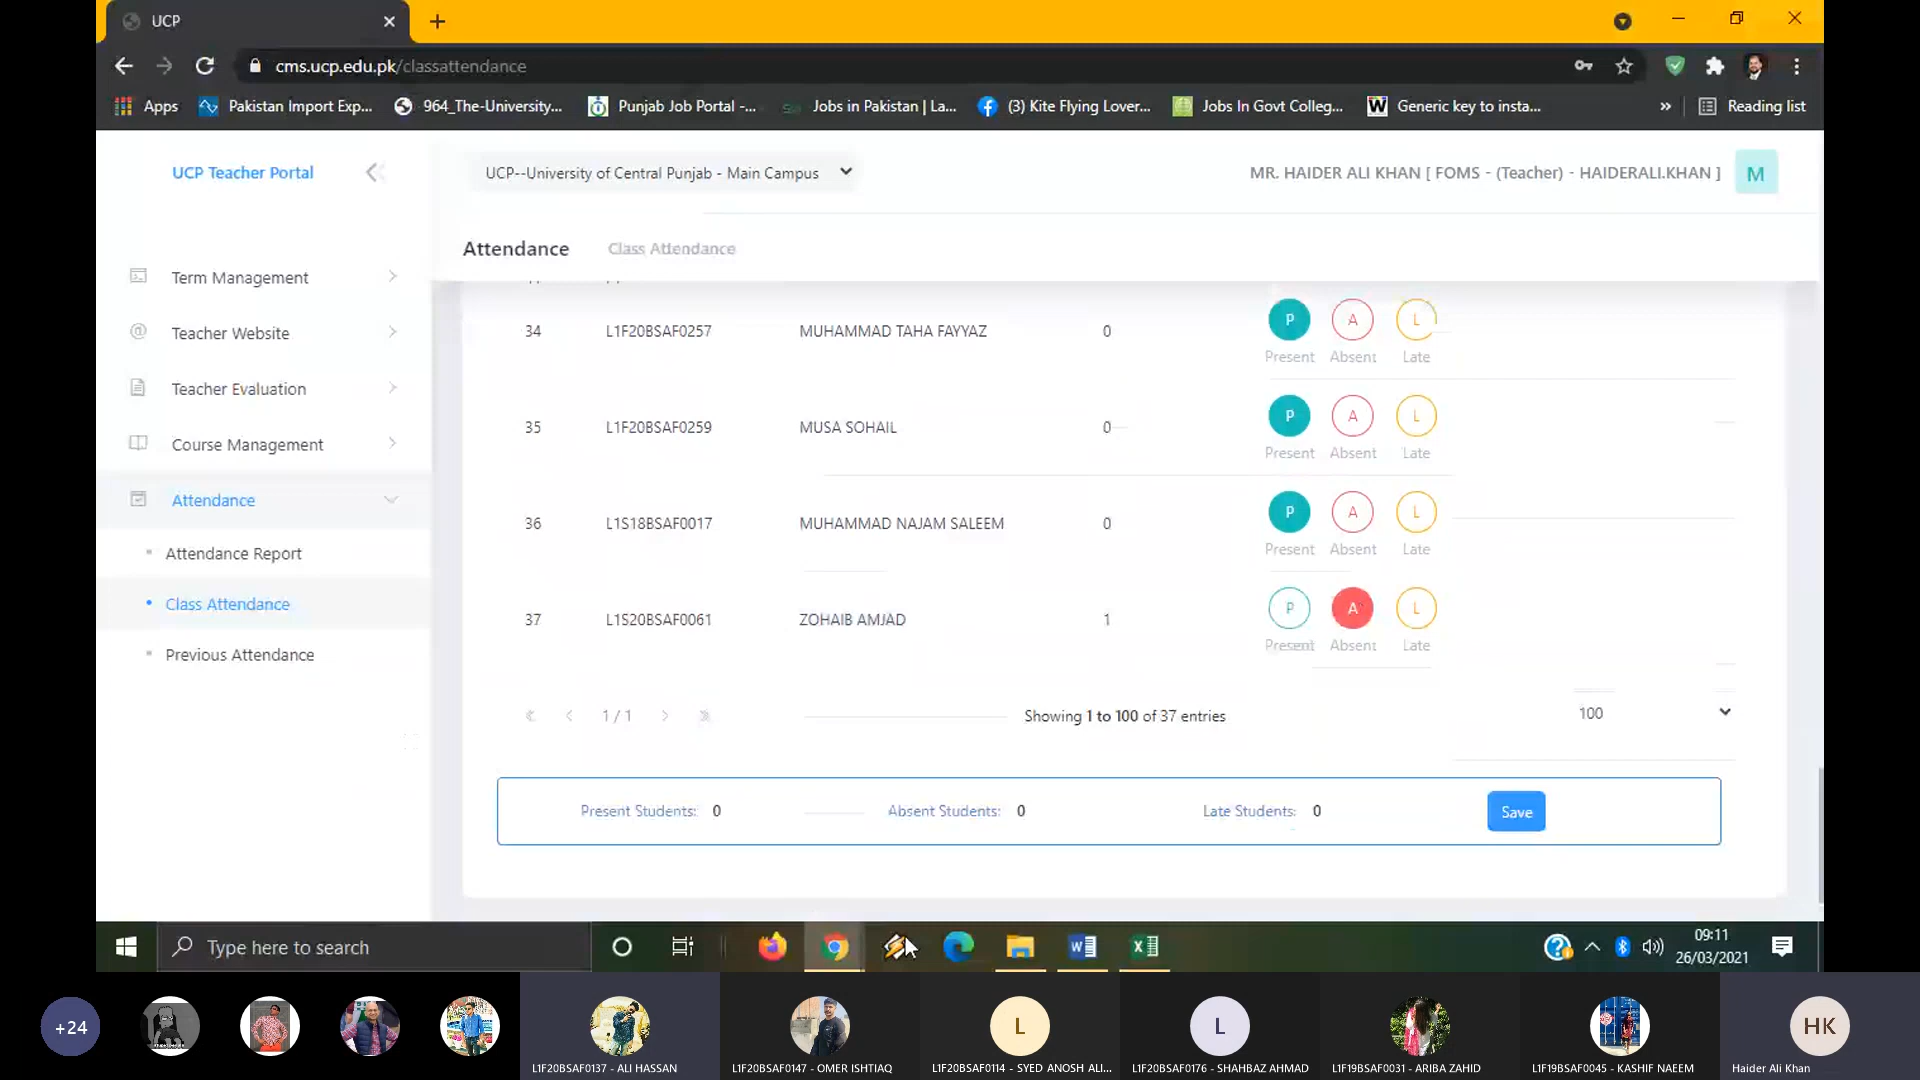 UCP
cms.ucp.edu.pk/classattendance
Apps
Pakistan Import Exp...
964_The-University...
Punjab Job Portal -...
Jobs in Pakistan | La...
(3) Kite Flying Lover...
Jobs In Govt Colleg...
W Generic key to insta...
»
Reading list
UCP Teacher Portal
UCP--University of Central Punjab - Main Campus
MR. HAIDER ALI KHAN [ FOMS - (Teacher) - HAIDERALI.KHAN ]
M
Attendance
Class Attendance
Term Management
Teacher Website
Teacher Evaluation
Course Management
Attendance
Attendance Report
Class Attendance
Previous Attendance
34 L1F20BSAF0257 MUHAMMAD TAHA FAYYAZ 0 P A L
Present Absent Late
35 L1F20BSAF0259 MUSA SOHAIL 0 P A L
Present Absent Late
36 L1S18BSAF0017 MUHAMMAD NAJAM SALEEM 0 P A L
Present Absent Late
37 L1S20BSAF0061 ZOHAIB AMJAD 1 P A L
Present Absent Late
1 / 1
Showing 1 to 100 of 37 entries
100
Present Students: 0
Absent Students: 0
Late Students: 0
Save
Type here to search
09:11
26/03/2021
+24
L1F20BSAF0137 - ALI HASSAN
L1F20BSAF0147 - OMER ISHTIAQ
L
L1F20BSAF0114 - SYED ANOSH ALI...
L
L1F20BSAF0176 - SHAHBAZ AHMAD
L1F19BSAF0031 - ARIBA ZAHID
L1F19BSAF0045 - KASHIF NAEEM
HK
Haider Ali Khan